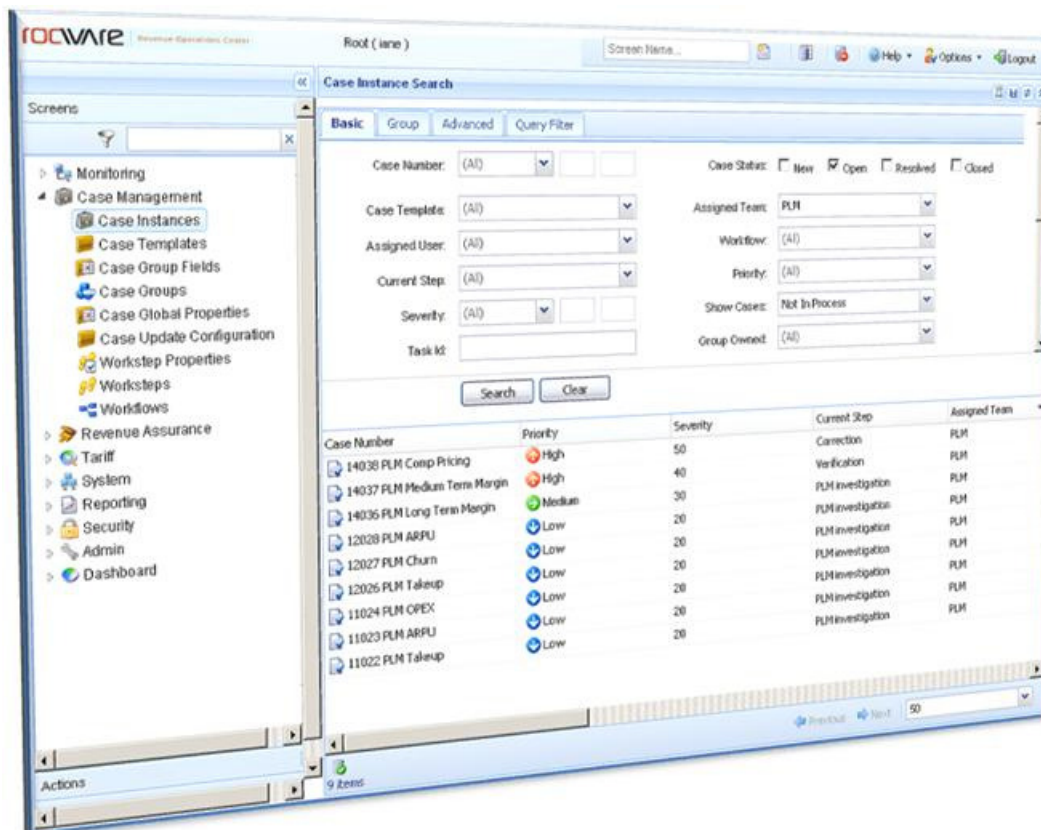 rocware Revenue Operations Center Root ( iane ) Screen Name... Help Options Logout
Case Instance Search
Screens
Basic Group Advanced Query Filter
Monitoring
Case Management
Case Instances
Case Templates
Case Group Fields
Case Groups
Case Global Properties
Case Update Configuration
Workstep Properties
Worksteps
Workflows
Revenue Assurance
Tariff
System
Reporting
Security
Admin
Dashboard
Actions
Case Number: (All) Case Status: New Open Resolved Closed
Case Template: (All) Assigned Team: PLM
Assigned User: (All) Workflow: (All)
Current Step: (All) Priority: (All)
Severity: (All) Show Cases: Not In Process
Task Id: Group Owned: (All)
Search Clear
Case Number Priority Severity Current Step Assigned Team
14038 PLM Comp Pricing High 50 Correction PLM
14037 PLM Medium Term Margin High 40 Verification PLM
14036 PLM Long Term Margin Medium 30 PLM investigation PLM
12028 PLM ARPU Low 20 PLM investigation PLM
12027 PLM Churn Low 20 PLM investigation PLM
12026 PLM Takeup Low 20 PLM investigation PLM
11024 PLM OPEX Low 20 PLM investigation PLM
11023 PLM ARPU Low 20 PLM investigation PLM
11022 PLM Takeup Low 20 PLM investigation PLM
Previous Next 50
9 items